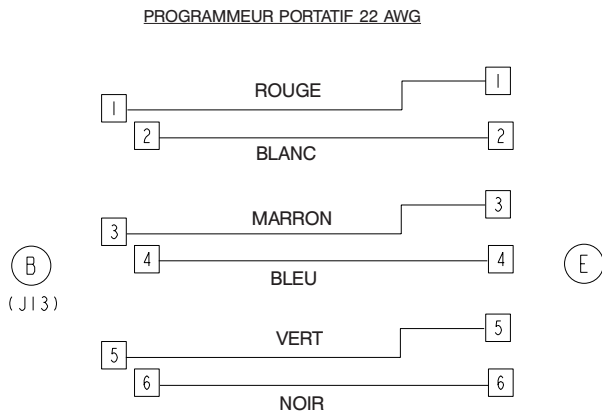 PROGRAMMEUR PORTATIF 22 AWG
ROUGE
1
1
2
2
BLANC
MARRON
3
3
4
4
BLEU
B
(J13)
E
VERT
5
5
6
6
NOIR